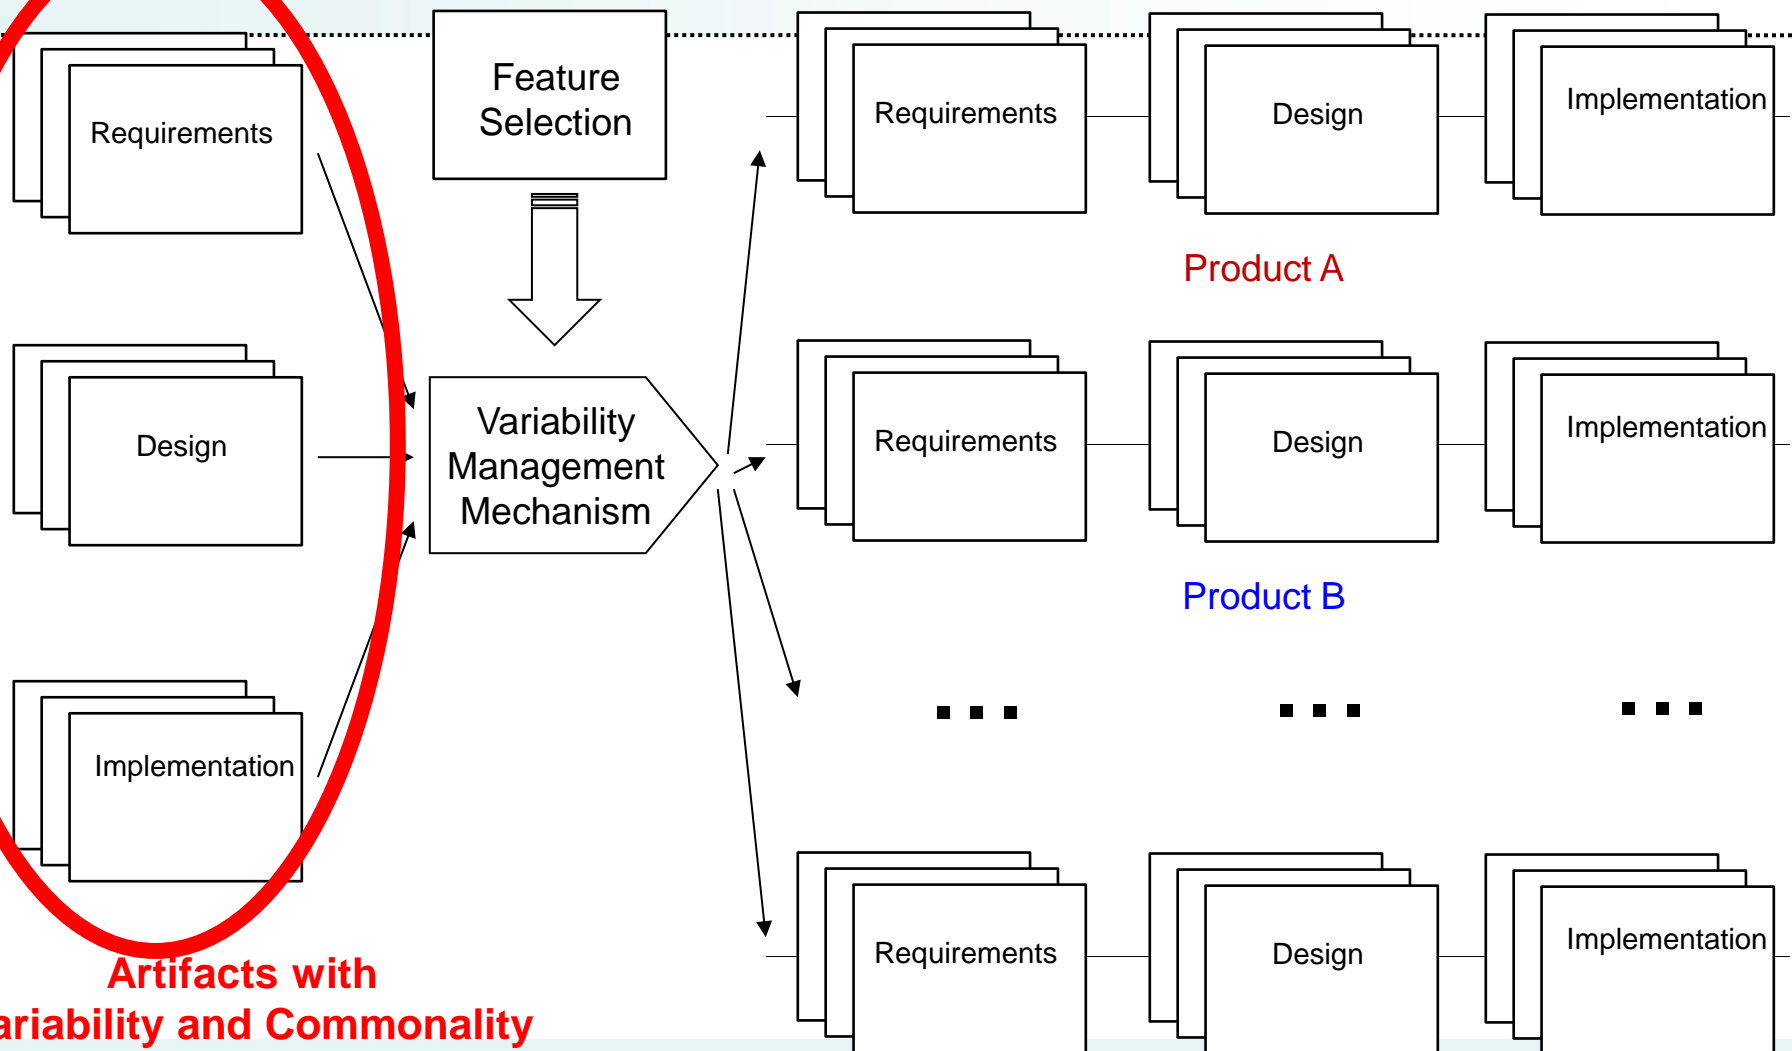 Requirements
Feature
Selection
Requirements
Design
Implementation
Product A
Design
Variability
Management
Mechanism
Requirements
Design
Implementation
Product B
Implementation
... ... ...
Artifacts with
ariability and Commonality
Requirements
Design
Implementation